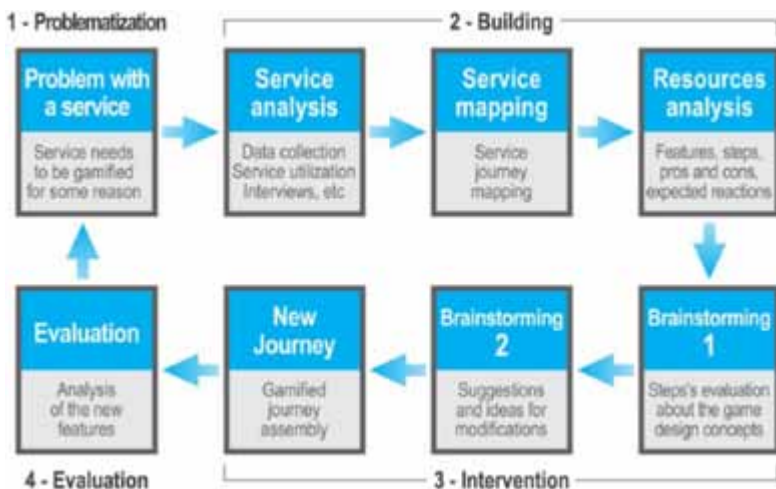 1 - Problematization
2 - Building
Problem with
a service
Service needs
to be gamified
for some reason
Service
analysis
Data collection
Service utilization
Interviews, etc
Service
mapping
Service
journey
mapping
Resources
analysis
Features, steps,
pros and cons,
expected reactions
Brainstorming
1
Steps's evaluation
about the game
design concepts
Brainstorming
2
Suggestions
and ideas for
modifications
New
Journey
Gamified
journey
assembly
Evaluation
Analysis
of the new
features
4 - Evaluation
3 - Intervention